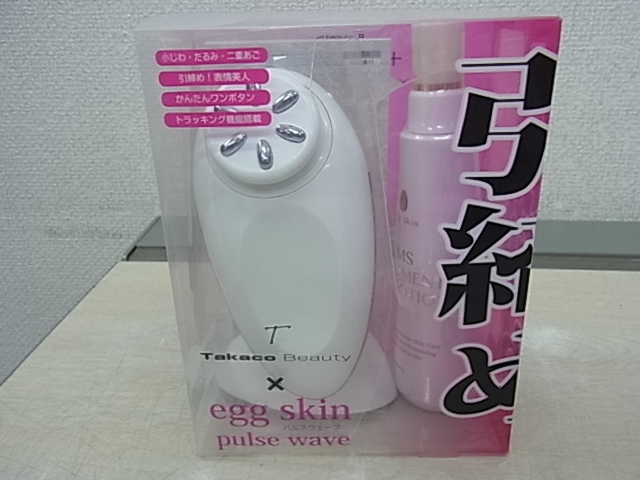 小じわ・たるみ・二重あご
引締め!表情美人
かんたんワンボタン
トラッキング機能搭載
引締め
T
Takaco Beauty
×
egg skin
パルスウェーブ
pulse wave
skin